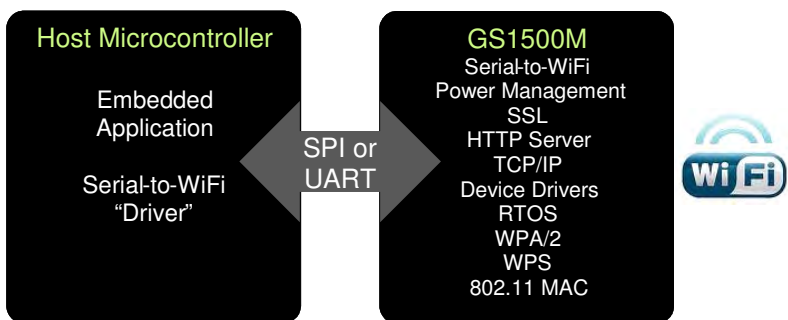 Host Microcontroller
Embedded
Application
Serial-to-WiFi
“Driver”
SPI or
UART
GS1500M
Serial-to-WiFi
Power Management
SSL
HTTP Server
TCP/IP
Device Drivers
RTOS
WPA/2
WPS
802.11 MAC
Wi Fi